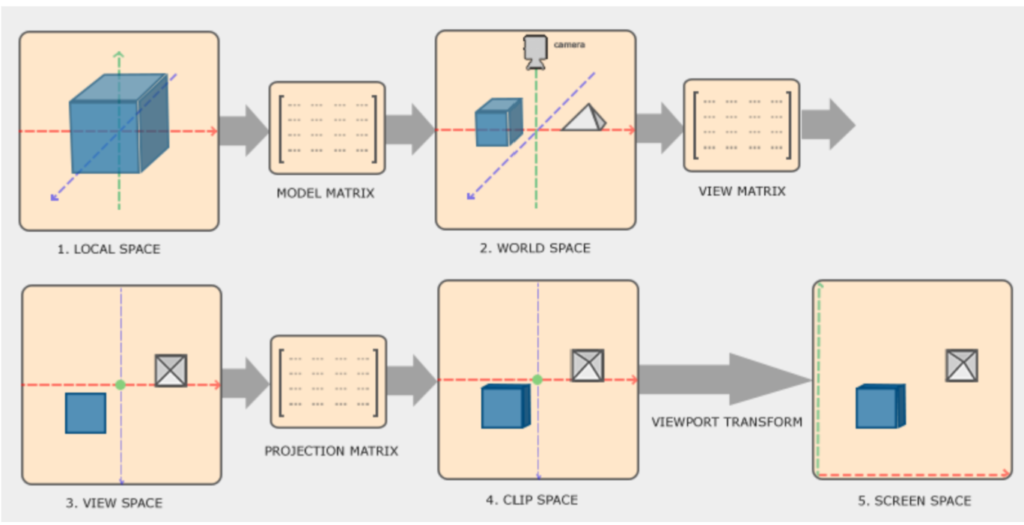 camera
MODEL MATRIX
VIEW MATRIX
1. LOCAL SPACE
2. WORLD SPACE
VIEWPORT TRANSFORM
PROJECTION MATRIX
3. VIEW SPACE
4. CLIP SPACE
5. SCREEN SPACE